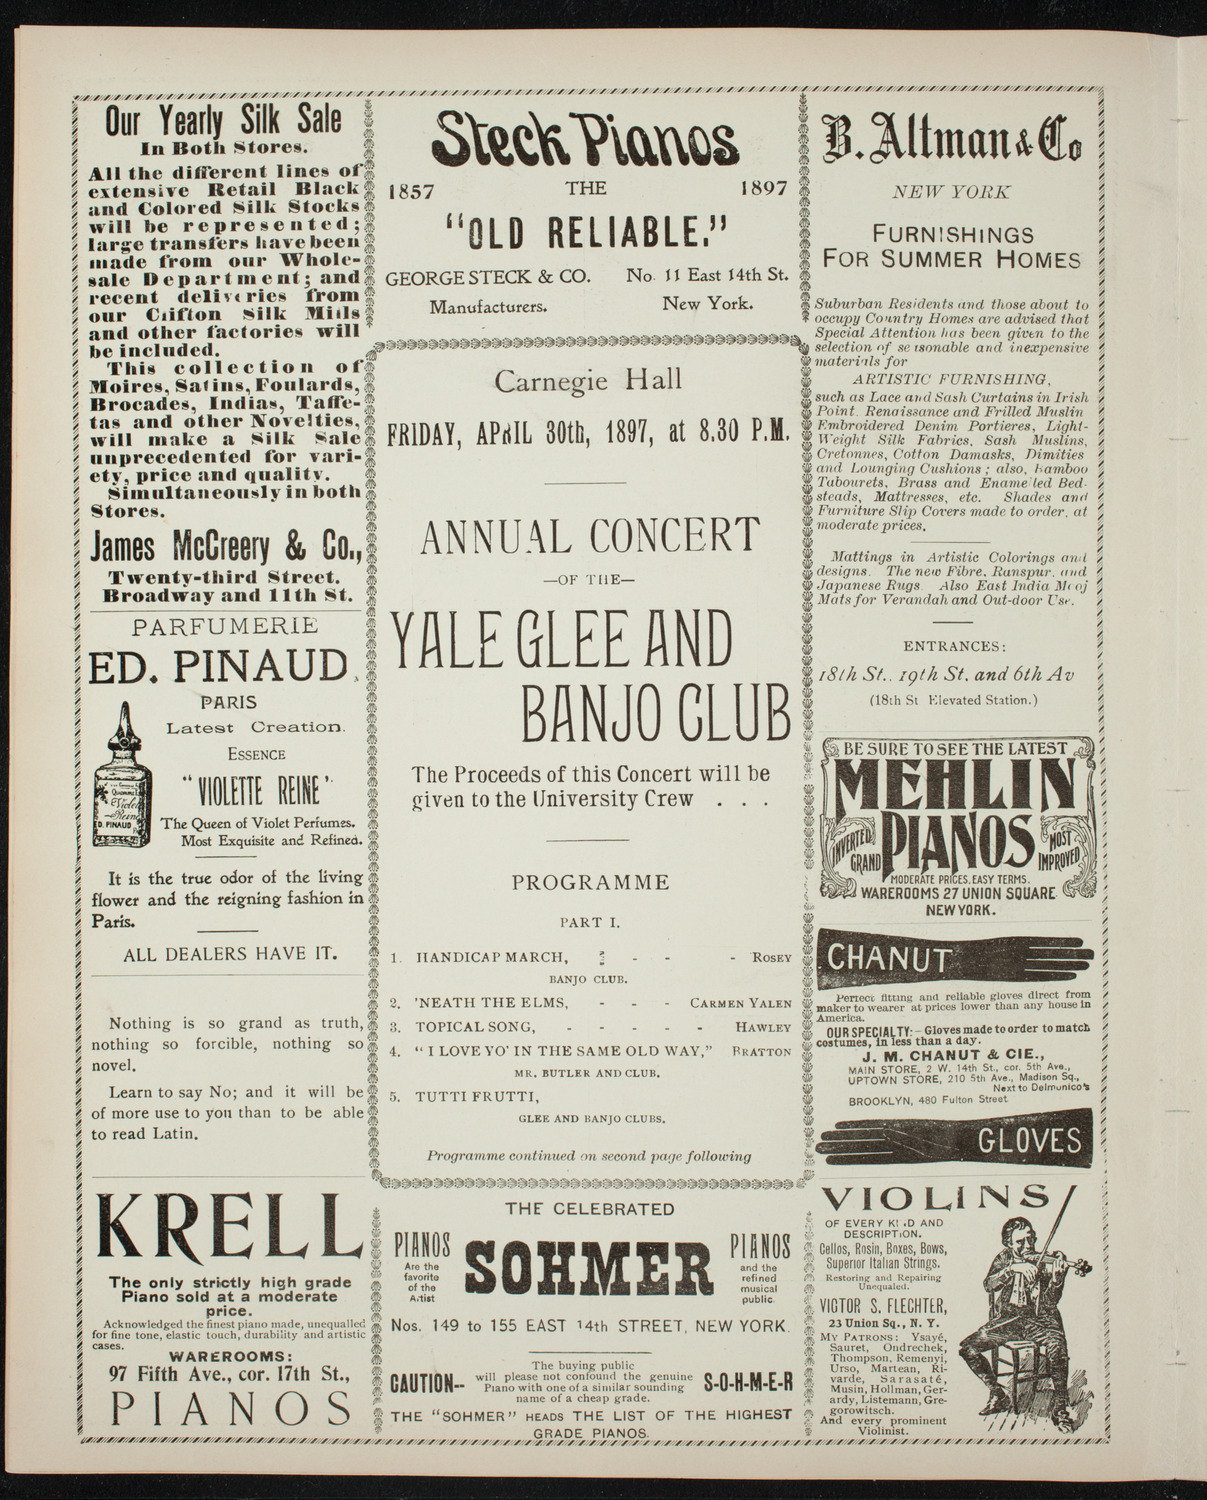 Our Yearly Silk Sale
In Both Stores.
All the different lines of
extensive Retail Black
and Colored Silk Stocks
will be represented;
large transfers have been
made from our Whole-
sale Department; and
recent deliveries from
our Clifton Silk Mills
and other factories will
be included.
This collection of
Moires, Satins, Foulards,
Brocades, Indias, Taffe-
tas and other Novelties,
will make a Silk Sale
unprecedented for vari-
ety, price and quality.
Simultaneously in both
Stores.
James McCreery & Co.,
Twenty-third Street.
Broadway and 11th St.
PARFUMERIE
ED. PINAUD,
PARIS
Latest Creation.
ESSENCE
"VIOLETTE REINE"
The Queen of Violet Perfumes.
Most Exquisite and Refined.
ED. PINAUD
It is the true odor of the living
flower and the reigning fashion in
Paris.
ALL DEALERS HAVE IT.
Nothing is so grand as truth,
nothing so forcible, nothing so
novel.
Learn to say No; and it will be
of more use to you than to be able
to read Latin.
KRELL
The only strictly high grade
Piano sold at a moderate
price.
Acknowledged the finest piano made, unequalled
for fine tone, elastic touch, durability and artistic
cases.
WAREROOMS:
97 Fifth Ave., cor. 17th St.,
PIANOS
Steck Pianos
1857 THE 1897
"OLD RELIABLE."
GEORGE STECK & CO. No. 11 East 14th St.
Manufacturers. New York.
Carnegie Hall
FRIDAY, APRIL 30th, 1897, at 8.30 P.M.
ANNUAL CONCERT
—OF THE—
YALE GLEE AND
BANJO CLUB
The Proceeds of this Concert will be
given to the University Crew . . .
PROGRAMME
PART I.
1. HANDICAP MARCH, - - - ROSEY
BANJO CLUB.
2. 'NEATH THE ELMS, - - - CARMEN YALEN
3. TOPICAL SONG, - - - - - HAWLEY
4. "I LOVE YO' IN THE SAME OLD WAY," BRATTON
MR. BUTLER AND CLUB.
5. TUTTI FRUTTI,
GLEE AND BANJO CLUBS.
Programme continued on second page following
THE CELEBRATED
PIANOS SOHMER PIANOS
Are the favorite of the Artist
and the refined musical public.
Nos. 149 to 155 EAST 14th STREET, NEW YORK.
The buying public
CAUTION-- will please not confound the genuine S-O-H-M-E-R
Piano with one of a similar sounding
name of a cheap grade.
THE "SOHMER" HEADS THE LIST OF THE HIGHEST
GRADE PIANOS.
B. Altman & Co
NEW YORK
FURNISHINGS
FOR SUMMER HOMES
Suburban Residents and those about to
occupy Country Homes are advised that
Special Attention has been given to the
selection of seasonable and inexpensive
materials for
ARTISTIC FURNISHING,
such as Lace and Sash Curtains in Irish
Point, Renaissance and Frilled Muslin
Embroidered Denim Portieres, Light-
Weight Silk Fabrics, Sash Muslins,
Cretonnes, Cotton Damasks, Dimities
and Lounging Cushions; also, Bamboo
Tabourets, Brass and Enameled Bed-
steads, Mattresses, etc. Shades and
Furniture Slip Covers made to order, at
moderate prices.
Mattings in Artistic Colorings and
designs. The new Fibre, Ranspur, and
Japanese Rugs. Also East India Mooj
Mats for Verandah and Out-door Use.
ENTRANCES:
18th St., 19th St. and 6th Av
(18th St Elevated Station.)
BE SURE TO SEE THE LATEST
MEHLIN
PIANOS
INVERTED GRAND
MOST IMPROVED
MODERATE PRICES. EASY TERMS.
WAREROOMS 27 UNION SQUARE
NEW YORK.
CHANUT
Perfect fitting and reliable gloves direct from
maker to wearer at prices lower than any house in
America.
OUR SPECIALTY:—Gloves made to order to match
costumes, in less than a day.
J. M. CHANUT & CIE.,
MAIN STORE, 2 W. 14th St., cor. 5th Ave.,
UPTOWN STORE, 210 5th Ave., Madison Sq.,
Next to Delmonico's
BROOKLYN, 480 Fulton Street
GLOVES
VIOLINS
OF EVERY KIND AND
DESCRIPTION.
Cellos, Rosin, Boxes, Bows,
Superior Italian Strings.
Restoring and Repairing
Unequaled.
VICTOR S. FLECHTER,
23 Union Sq., N. Y.
MY PATRONS: Ysayé,
Sauret, Ondrechek,
Thompson, Remenyi,
Urso, Martean, Ri-
varde, Sarasaté,
Musin, Hollman, Ger-
ardy, Listemann, Gre-
gorowitsch.
And every prominent
Violinist.